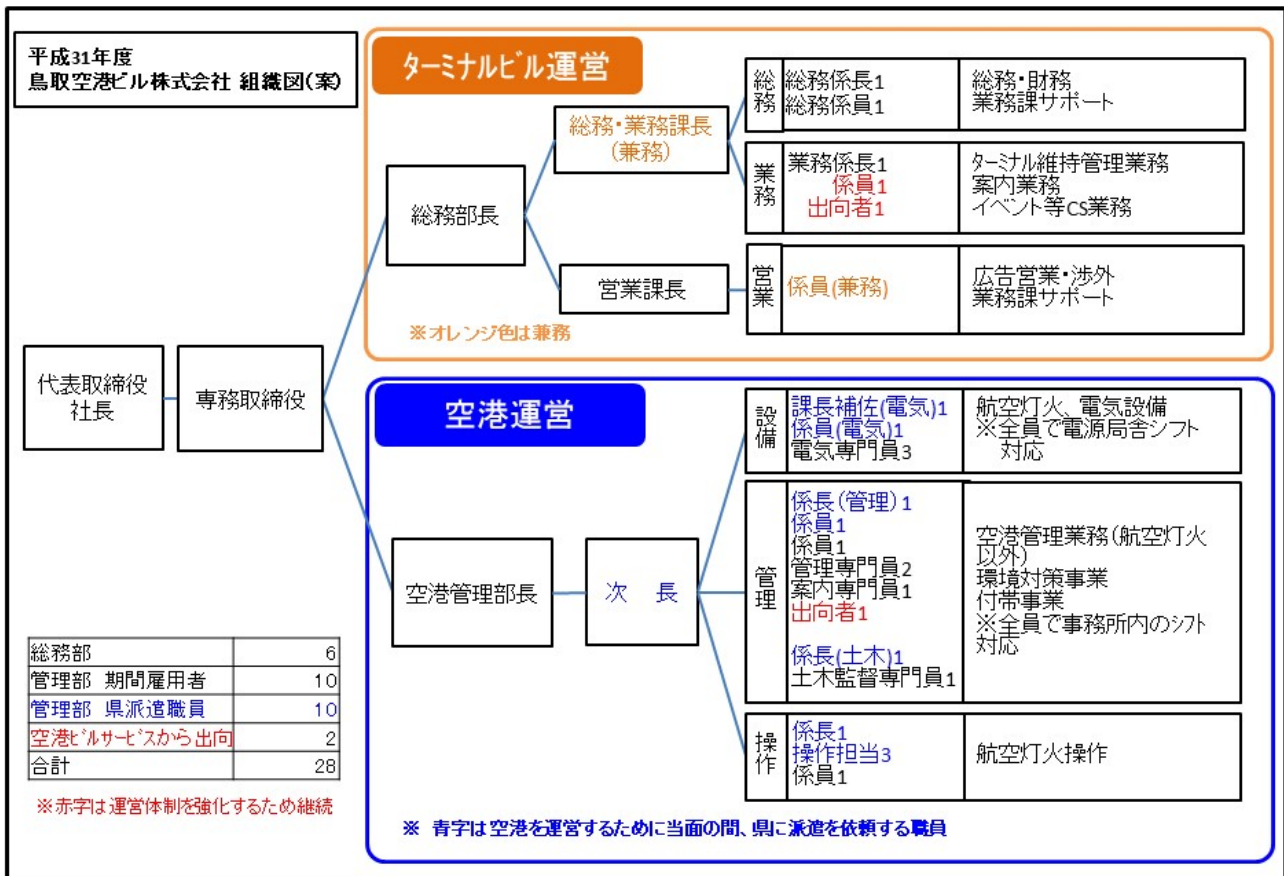 平成31年度
鳥取空港ビル株式会社 組織図(案)
ターミナルビル運営
代表取締役
社長
専務取締役
総務部長
総務・業務課長
(兼務)
営業課長
総務
総務係長1
総務係員1
総務・財務
業務課サポート
業務
業務係長1
係員1
出向者1
ターミナル維持管理業務
案内業務
イベント等CS業務
営業
係員(兼務)
広告営業・渉外
業務課サポート
※オレンジ色は兼務
空港運営
空港管理部長
次 長
設備
課長補佐(電気)1
係員(電気)1
電気専門員3
航空灯火、電気設備
※全員で電源局舎シフト
対応
管理
係長(管理)1
係員1
係員1
管理専門員2
案内専門員1
出向者1
係長(土木)1
土木監督専門員1
空港管理業務(航空灯火
以外)
環境対策事業
付帯事業
※全員で事務所内のシフト
対応
操作
係長1
操作担当3
係員1
航空灯火操作
※ 青字は空港を運営するために当面の間、県に派遣を依頼する職員
総務部 6
管理部 期間雇用者 10
管理部 県派遣職員 10
空港ビルサービスから出向 2
合計 28
※赤字は運営体制を強化するため継続